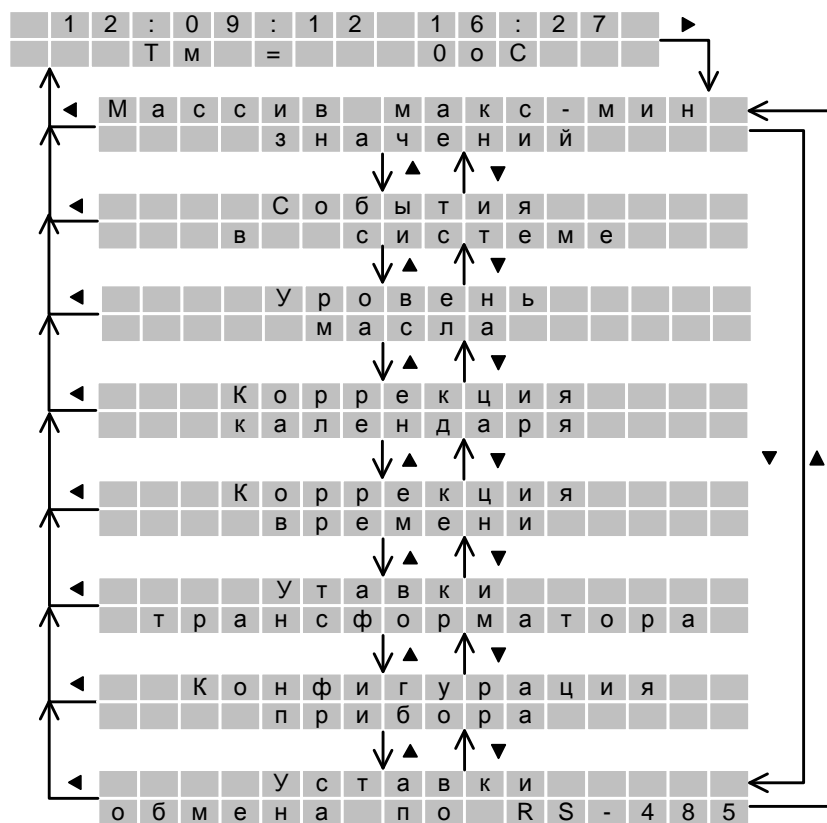 12:09:12 16:27
Тм = 0оС
Массив макс-мин
значений
События
в системе
Уровень
масла
Коррекция
календаря
Коррекция
времени
Утавки
трансформатора
Конфигурация
прибора
Уставки
обмена по RS-485